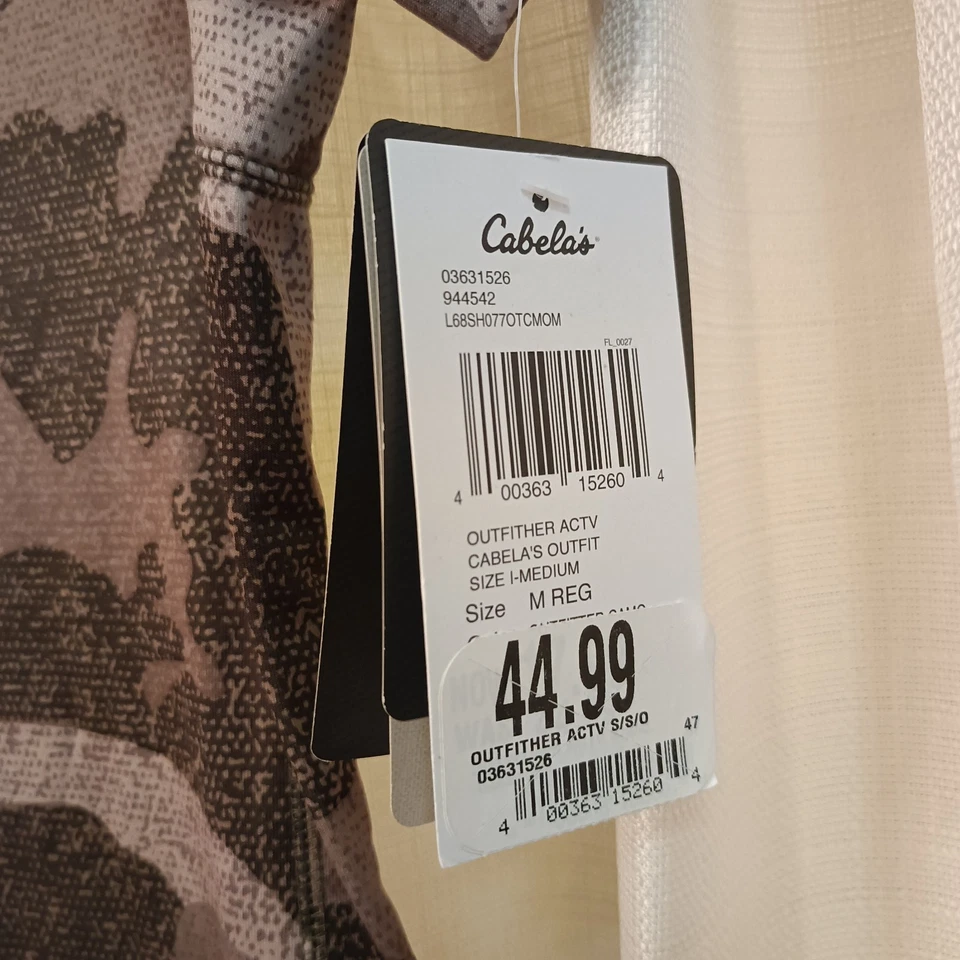 Cabela's
03631526
944542
L68SH077OTCMOM
FL_0027
4 00363 15260 4
OUTFITHER ACTV
CABELA'S OUTFIT
SIZE I-MEDIUM
Size M REG
44.99
OUTFITHER ACTV S/S/O 47
03631526
4 00363 15260 4